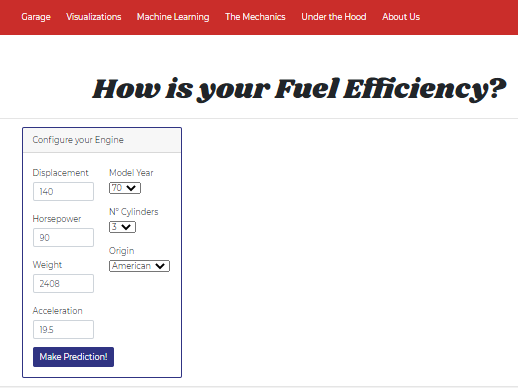 Garage Visualizations Machine Learning The Mechanics Under the Hood About Us
How is your Fuel Efficiency?
Configure your Engine
Displacement
140
Horsepower
90
Weight
2408
Acceleration
19.5
Model Year
70
N° Cylinders
3
Origin
American
Make Prediction!